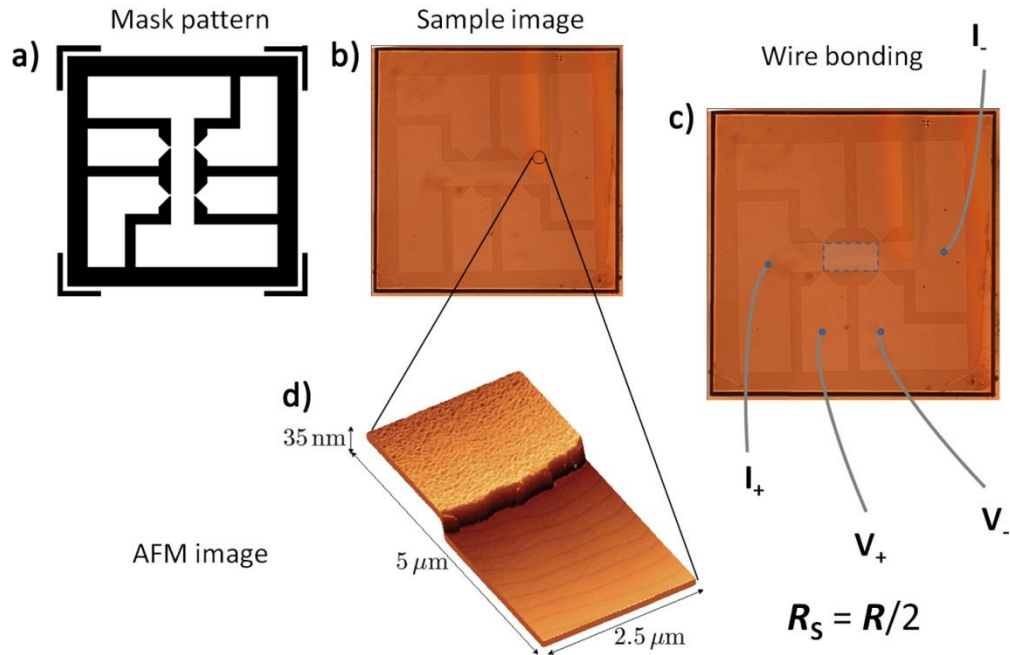 Mask pattern
Sample image
a)
b)
I-
Wire bonding
c)
d)
35 nm
I+
V-
V+
AFM image
5 μm
2.5 μm
RS = R/2